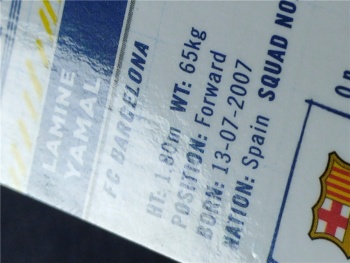 LAMINE
YAMAL
FC BARCELONA
HT: 1.80m WT: 65kg
POSITION: Forward
BORN: 13-07-2007
NATION: Spain SQUAD NO